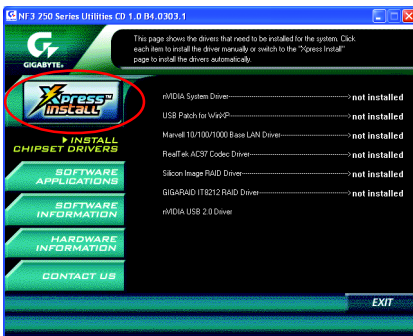 NF3 250 Series Utilities CD 1.0 B4.0303.1
GIGABYTE
This page shows the drivers that need to be installed for the system. Click
each item to install the driver manually or switch to the "Xpress Install"
page to install the drivers automatically.
Xpress
INSTALL
INSTALL
CHIPSET DRIVERS
SOFTWARE
APPLICATIONS
SOFTWARE
INFORMATION
HARDWARE
INFORMATION
CONTACT US
nVIDIA System Driver not installed
USB Patch for WinXP not installed
Marvell 10/100/1000 Base LAN Driver not installed
RealTek AC97 Codec Driver not installed
Silicon Image RAID Driver not installed
GIGARAID IT8212 RAID Driver not installed
nVIDIA USB 2.0 Driver
EXIT